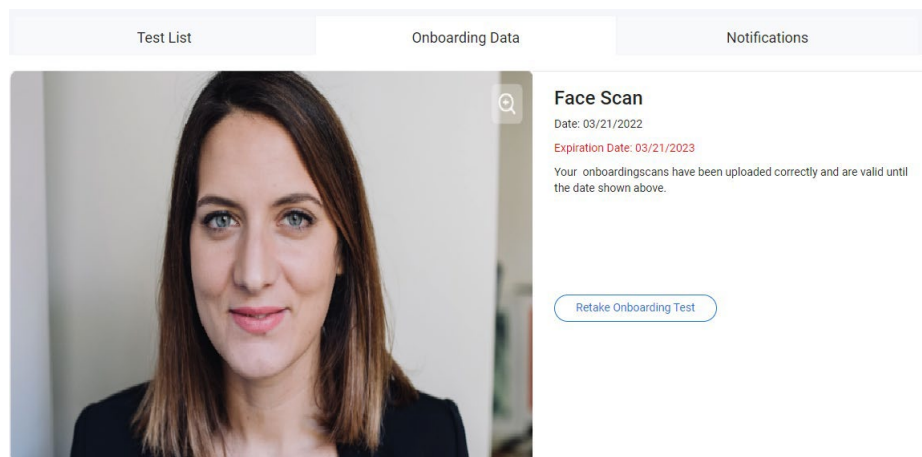 Test List
Onboarding Data
Notifications
Face Scan
Date: 03/21/2022
Expiration Date: 03/21/2023
Your onboardingscans have been uploaded correctly and are valid until
the date shown above.
Retake Onboarding Test